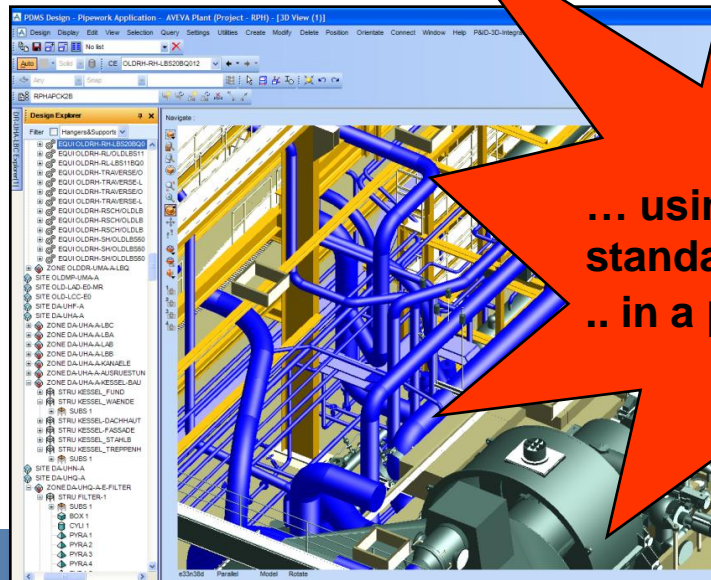 PDMS Design - Pipework Application - AVEVA Plant (Project - RPH) - [3D View (1)]
Design Display Edit View Selection Query Settings Utilities Create Modify Delete Position Orientate Connect Window Help P&ID-3D-Integra
No list
Auto Solid CE OLDRH-RH-LBS20BQ012
Any Snap
RPHAPCK2B
Design Explorer
Navigate :
Filter Hangers&Supports
EQUI OLDRH-RH-LBS20BQ0
EQUI OLDRH-RL/OLDLBS11
EQUI OLDRH-RL-LBS11BQ0
EQUI OLDRH-TRAVERSE/O
EQUI OLDRH-TRAVERSE-L
EQUI OLDRH-TRAVERSE/O
EQUI OLDRH-TRAVERSE-L
EQUI OLDRH-RSCH/OLDLB
EQUI OLDRH-RSCH/OLDLB
EQUI OLDRH-RSCH/OLDLB
EQUI OLDRH-SH/OLDLBS60
EQUI OLDRH-SH/OLDLBS60
EQUI OLDRH-SH/OLDLBS60
ZONE OLDDR-UMA-A-LBQ
SITE OLDMP-UMA-A
SITE OLD-LAD-E0-MR
SITE OLD-LCC-E0
SITE DA-UHF-A
SITE DA-UHA-A
ZONE DA-UHA-A-LBC
ZONE DA-UHA-A-LBA
ZONE DA-UHA-A-LAB
ZONE DA-UHA-A-LBB
ZONE DA-UHA-A-KANAELE
ZONE DA-UHA-A-AUSRUESTUN
ZONE DA-UHA-A-KESSEL-BAU
STRU KESSEL_FUND
STRU KESSEL_WAENDE
SUBS 1
STRU KESSEL-DACHHAUT
STRU KESSEL-FASSADE
STRU KESSEL_STAHLB
STRU KESSEL_TREPPENH
SUBS 1
SITE DA-UHN-A
SITE DA-UHQ-A
ZONE DA-UHQ-A-E-FILTER
STRU FILTER-1
SUBS 1
BOX 1
CYLI 1
PYRA 1
PYRA 2
PYRA 3
PYRA 4
e33n38d Parallel Model Rotate
… usin
standa
.. in a p